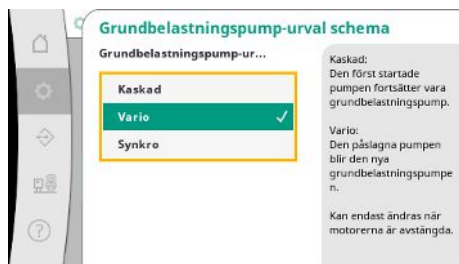 Grundbelastningspump-urval schema
Grundbelastningspump-ur...
Kaskad
Vario
Synkro
Kaskad:
Den först startade
pumpen fortsätter vara
grundbelastningspump.
Vario:
Den påslagna pumpen
blir den nya
grundbelastningspumpe
n.
Kan endast ändras när
motorerna är avstängda.